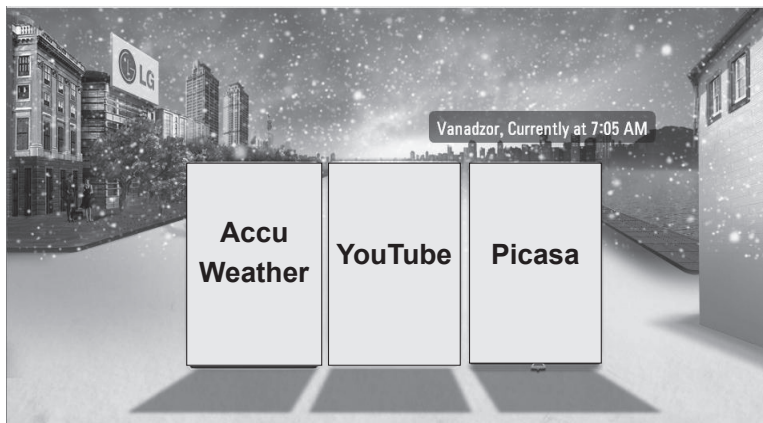 LG
Vanadzor, Currently at 7:05 AM
Accu
Weather
YouTube
Picasa